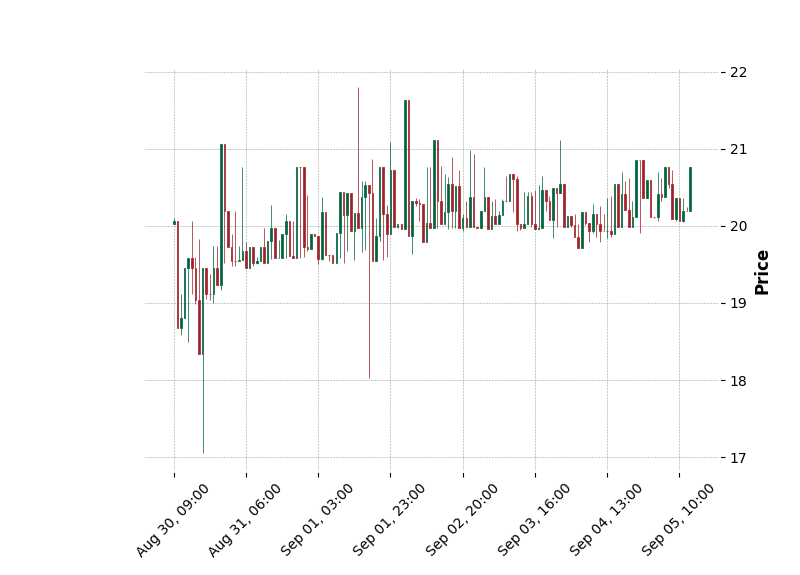 22
21
20
19
18
17
Price
Aug 30, 09:00
Aug 31, 06:00
Sep 01, 03:00
Sep 01, 23:00
Sep 02, 20:00
Sep 03, 16:00
Sep 04, 13:00
Sep 05, 10:00